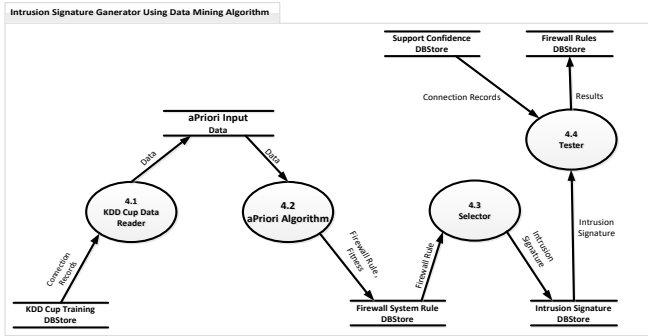 Intrusion Signature Ganerator Using Data Mining Algorithm
Support Confidence
DBStore
Firewall Rules
DBStore
Connection Records
Results
aPriori Input
Data
4.4
Tester
Data
Data
4.1
KDD Cup Data
Reader
4.2
aPriori Algorithm
4.3
Selector
Connection
Records
Firewall Rule,
Fitness
Firewall Rule
Intrusion
Signature
Intrusion
Signature
KDD Cup Training
DBStore
Firewall System Rule
DBStore
Intrusion Signature
DBStore